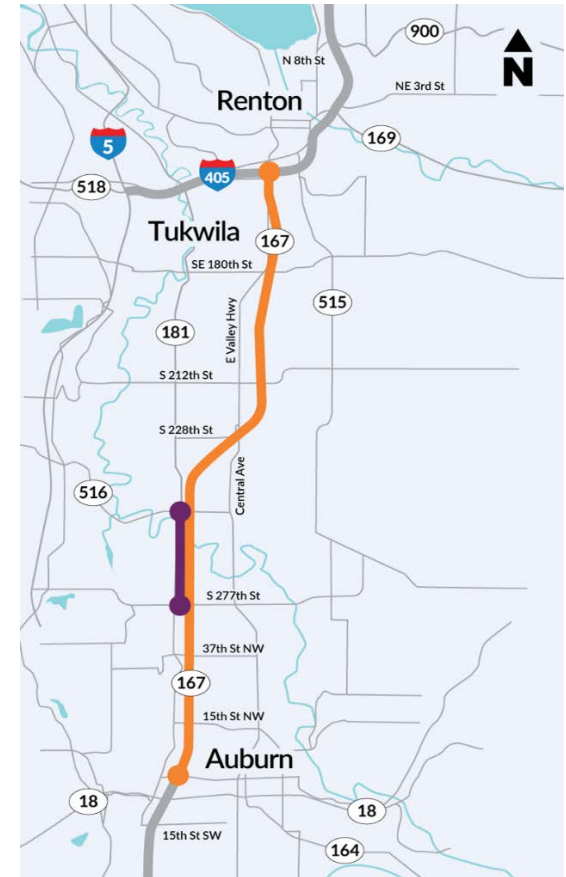 900
N 8th St
N
Renton
NE 3rd St
5
169
405
518
Tukwila
167
SE 180th St
515
181
E Valley Hwy
S 212th St
S 228th St
516
Central Ave
S 277th St
37th St NW
167
15th St NW
Auburn
18
18
15th St SW
164